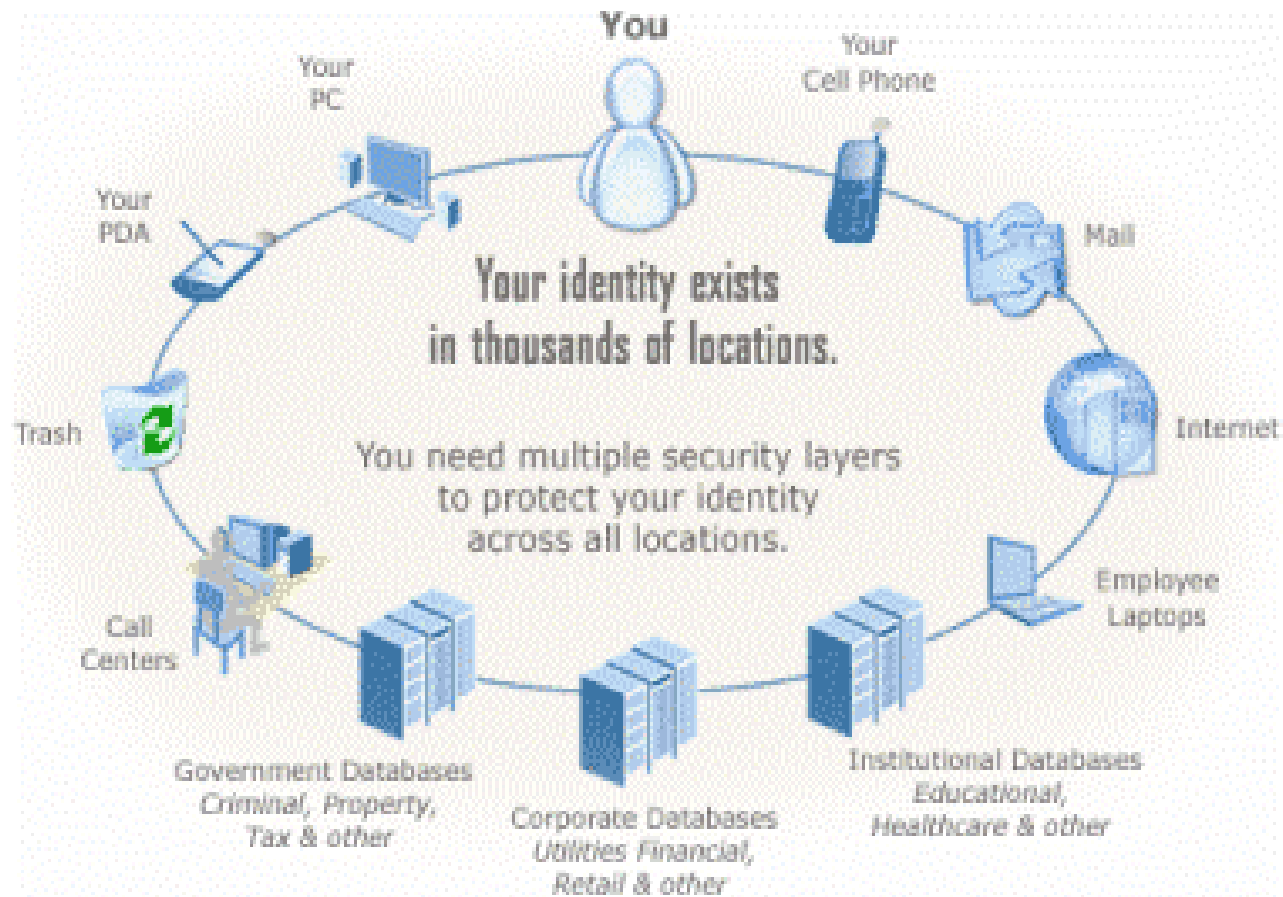 You
Your
Cell Phone
Your
PC
Your
PDA
Mail
Your identity exists
in thousands of locations.
Trash
Internet
You need multiple security layers
to protect your identity
across all locations.
Employee
Laptops
Call
Centers
Government Databases
Criminal, Property,
Tax & other
Corporate Databases
Utilities Financial,
Retail & other
Institutional Databases
Educational,
Healthcare & other